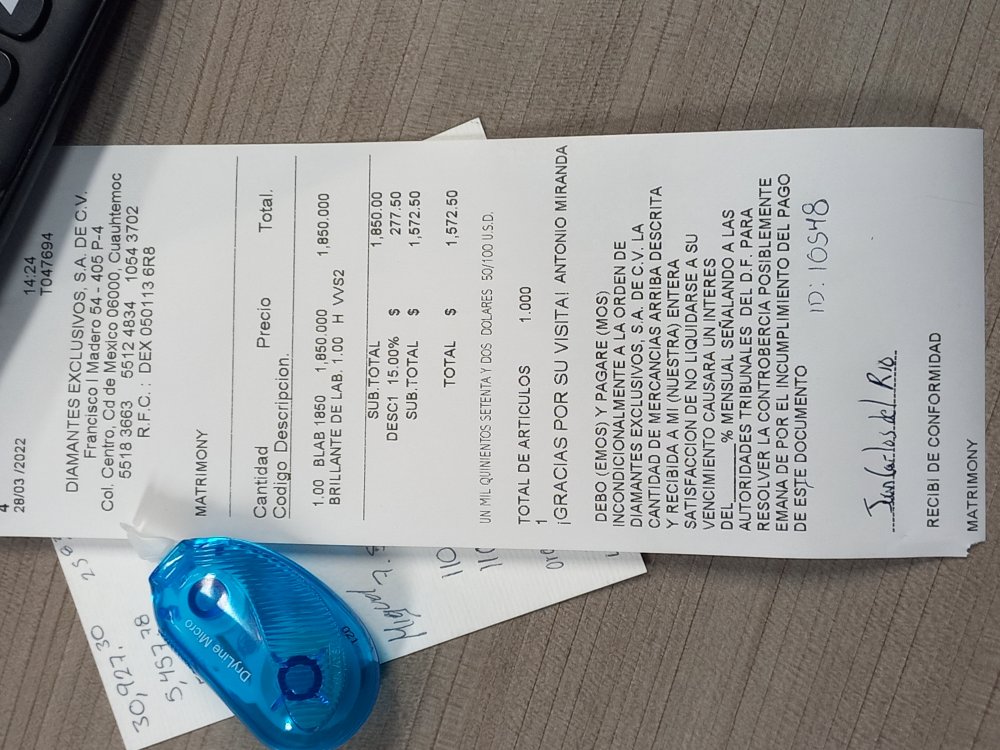 4
28/03/2022 14:24
T047694
DIAMANTES EXCLUSIVOS, S.A. DE C.V.
Francisco I Madero 54 - 405 P-4
Col. Centro, Cd de Mexico 06000, Cuauhtemoc
5518 3663 5512 4834 1054 3702
R.F.C. : DEX 050113 6R8
MATRIMONY
Cantidad Precio Total.
Codigo Descripcion.
1.00 BLAB 1850 1,850.000 1,850.000
BRILLANTE DE LAB. 1.00 H VVS2
SUB.TOTAL 1,850.00
DESC1 15.00% $ 277.50
SUB.TOTAL $ 1,572.50
TOTAL $ 1,572.50
UN MIL QUINIENTOS SETENTA Y DOS DOLARES 50/100 U.S.D.
TOTAL DE ARTICULOS 1.000
1
¡GRACIAS POR SU VISITA! ANTONIO MIRANDA
DEBO (EMOS) Y PAGARE (MOS)
INCONDICIONALMENTE A LA ORDEN DE
DIAMANTES EXCLUSIVOS, S.A. DE C.V. LA
CANTIDAD DE MERCANCIAS ARRIBA DESCRITA
Y RECIBIDA A MI (NUESTRA) ENTERA
SATISFACCION DE NO LIQUIDARSE A SU
VENCIMIENTO CAUSARA UN INTERES
DEL ______% MENSUAL SEÑALANDO A LAS
AUTORIDADES TRIBUNALES DEL D.F. PARA
RESOLVER LA CONTROBERCIA POSIBLEMENTE
EMANA DE POR EL INCUMPLIMIENTO DEL PAGO
DE ESTE DOCUMENTO
ID: 10548
Juan Carlos del Rio
RECIBI DE CONFORMIDAD
MATRIMONY
30,927.30
5,457.78
Miguel
110
DryLine Micro